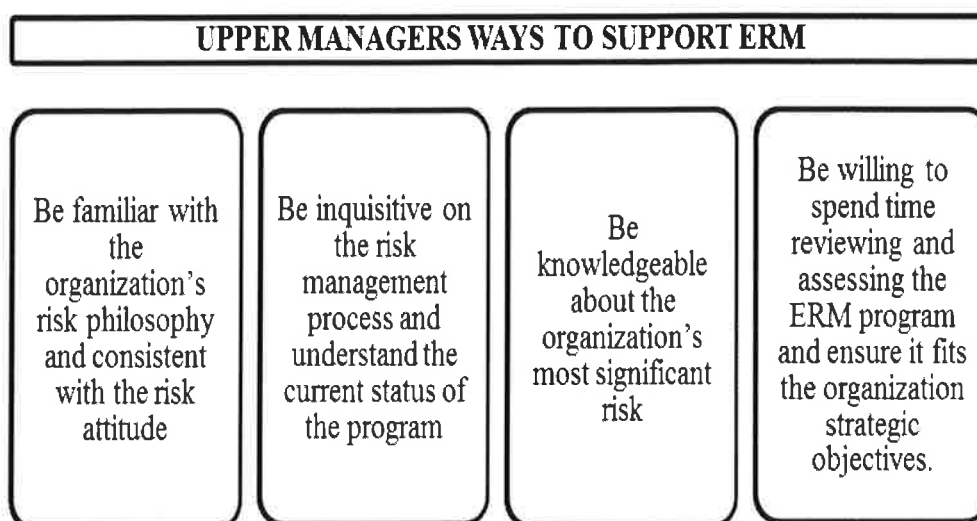 UPPER MANAGERS WAYS TO SUPPORT ERM
Be familiar with
the
organization's
risk philosophy
and consistent
with the risk
attitude
Be inquisitive on
the risk
management
process and
understand the
current status of
the program
Be
knowledgeable
about the
organization's
most significant
risk
Be willing to
spend time
reviewing and
assessing the
ERM program
and ensure it fits
the organization
strategic
objectives.